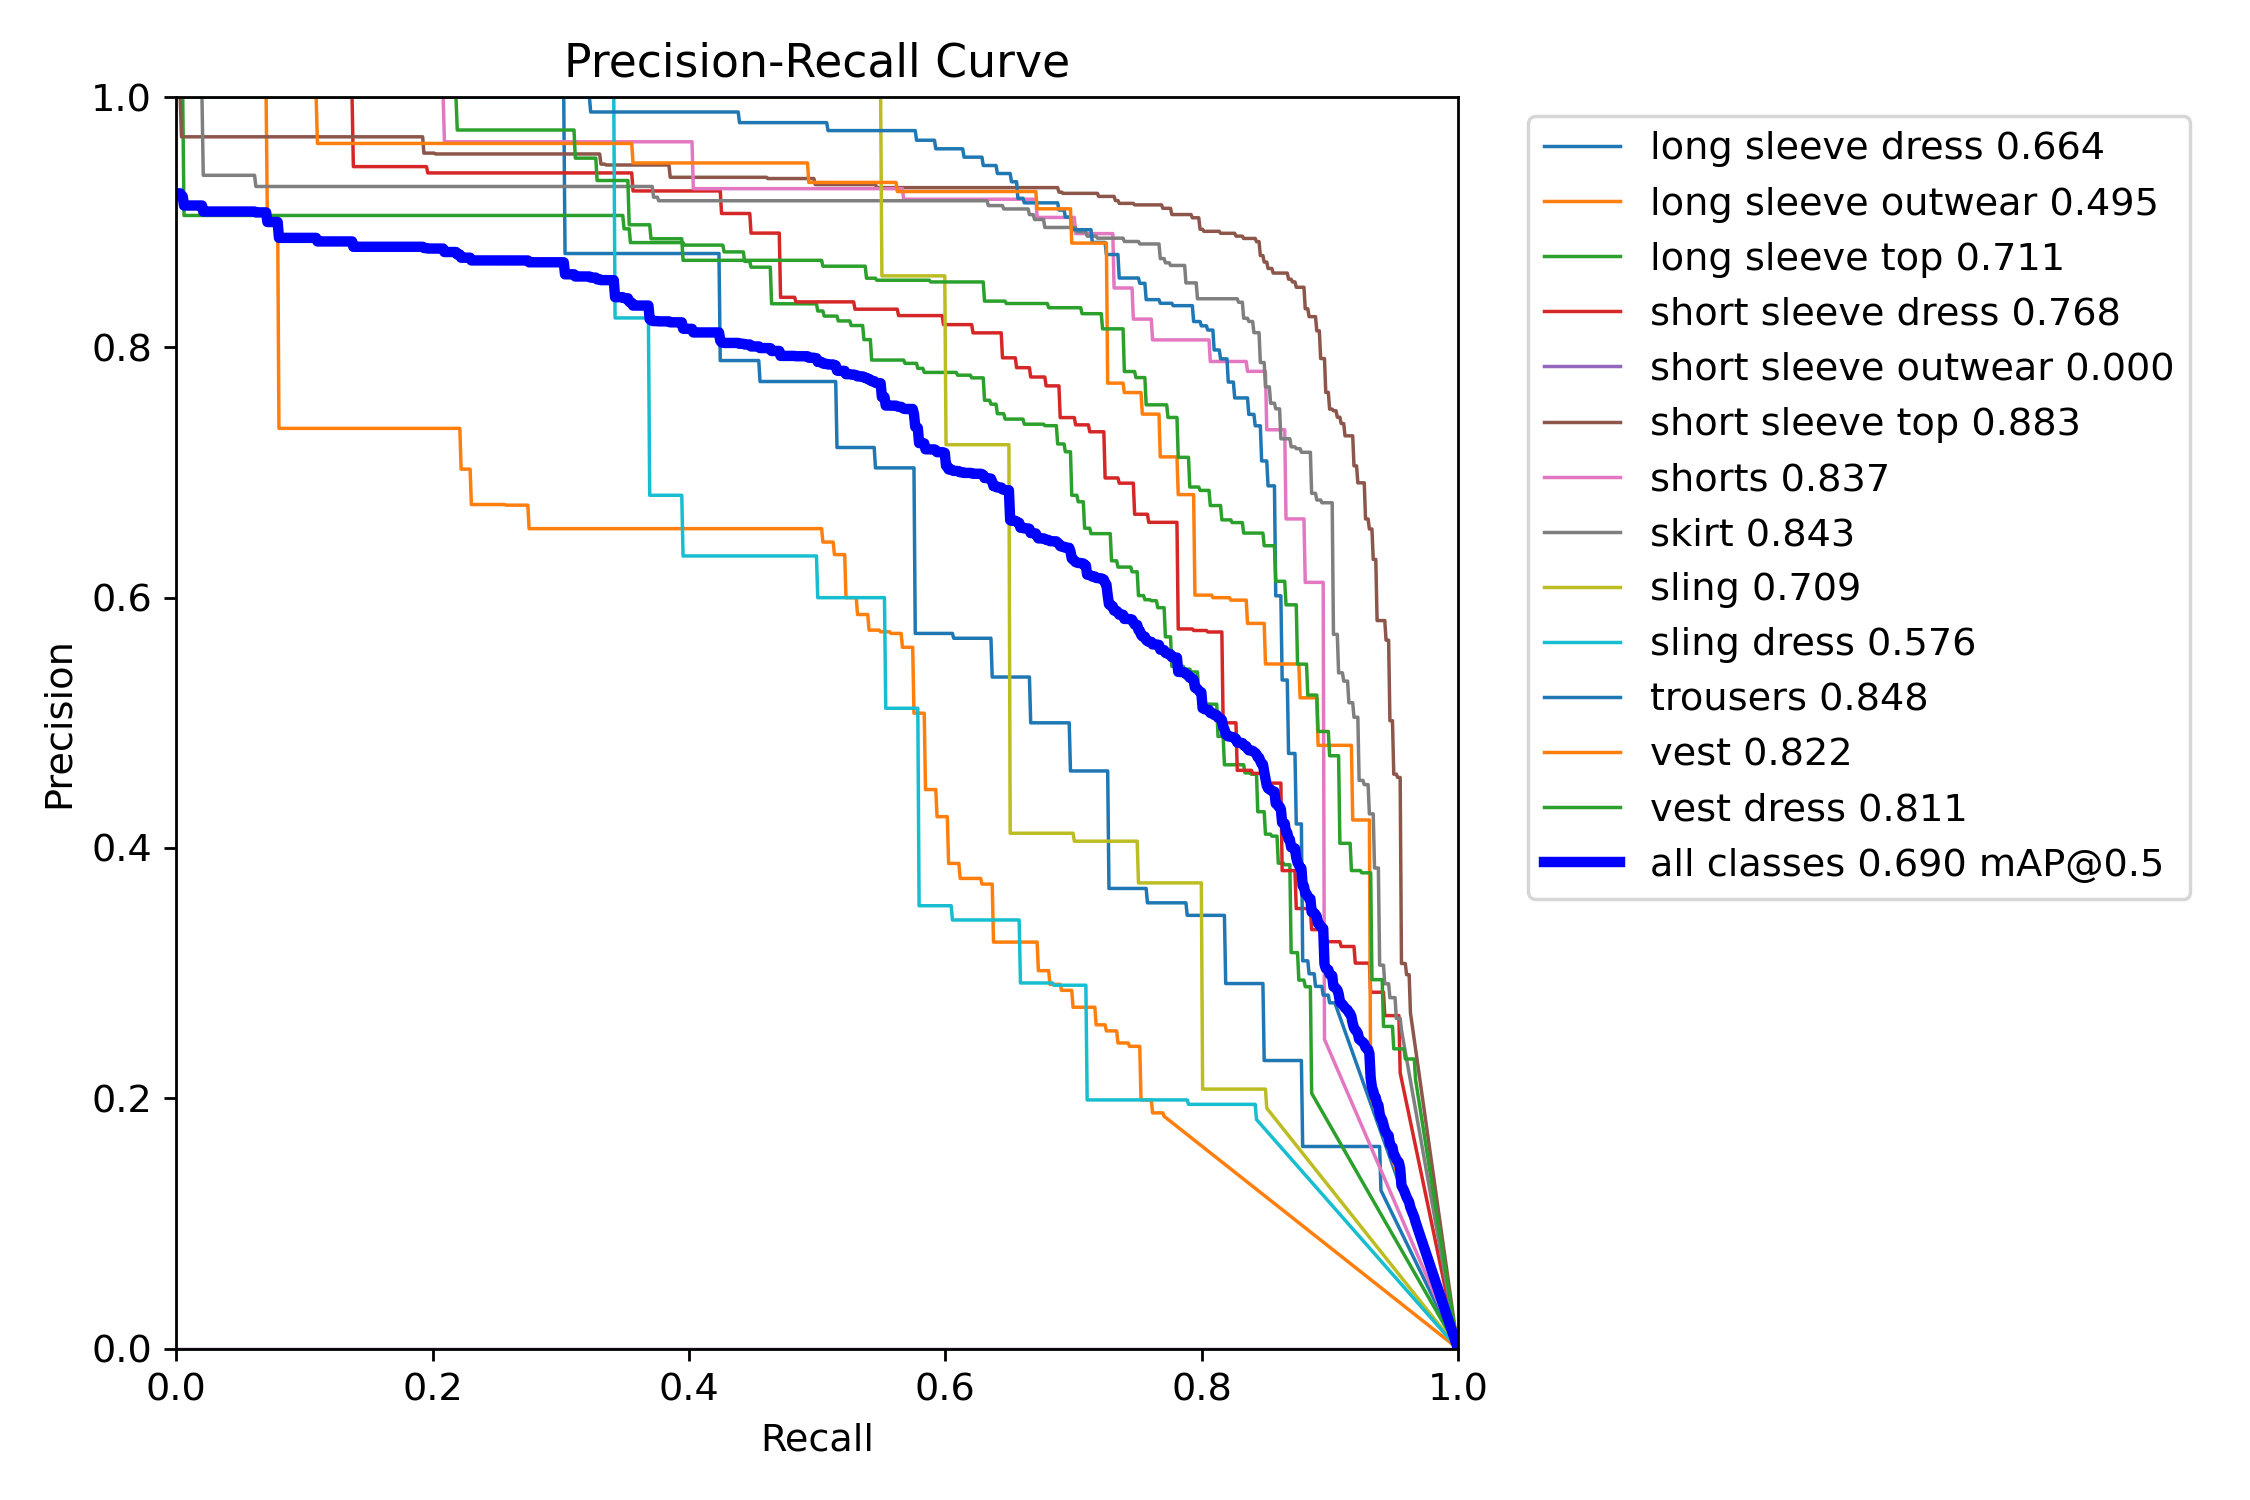 Precision-Recall Curve
1.0
0.8
0.6
0.4
0.2
0.0
Precision
0.0 0.2 0.4 0.6 0.8 1.0
Recall
long sleeve dress 0.664
long sleeve outwear 0.495
long sleeve top 0.711
short sleeve dress 0.768
short sleeve outwear 0.000
short sleeve top 0.883
shorts 0.837
skirt 0.843
sling 0.709
sling dress 0.576
trousers 0.848
vest 0.822
vest dress 0.811
all classes 0.690 mAP@0.5